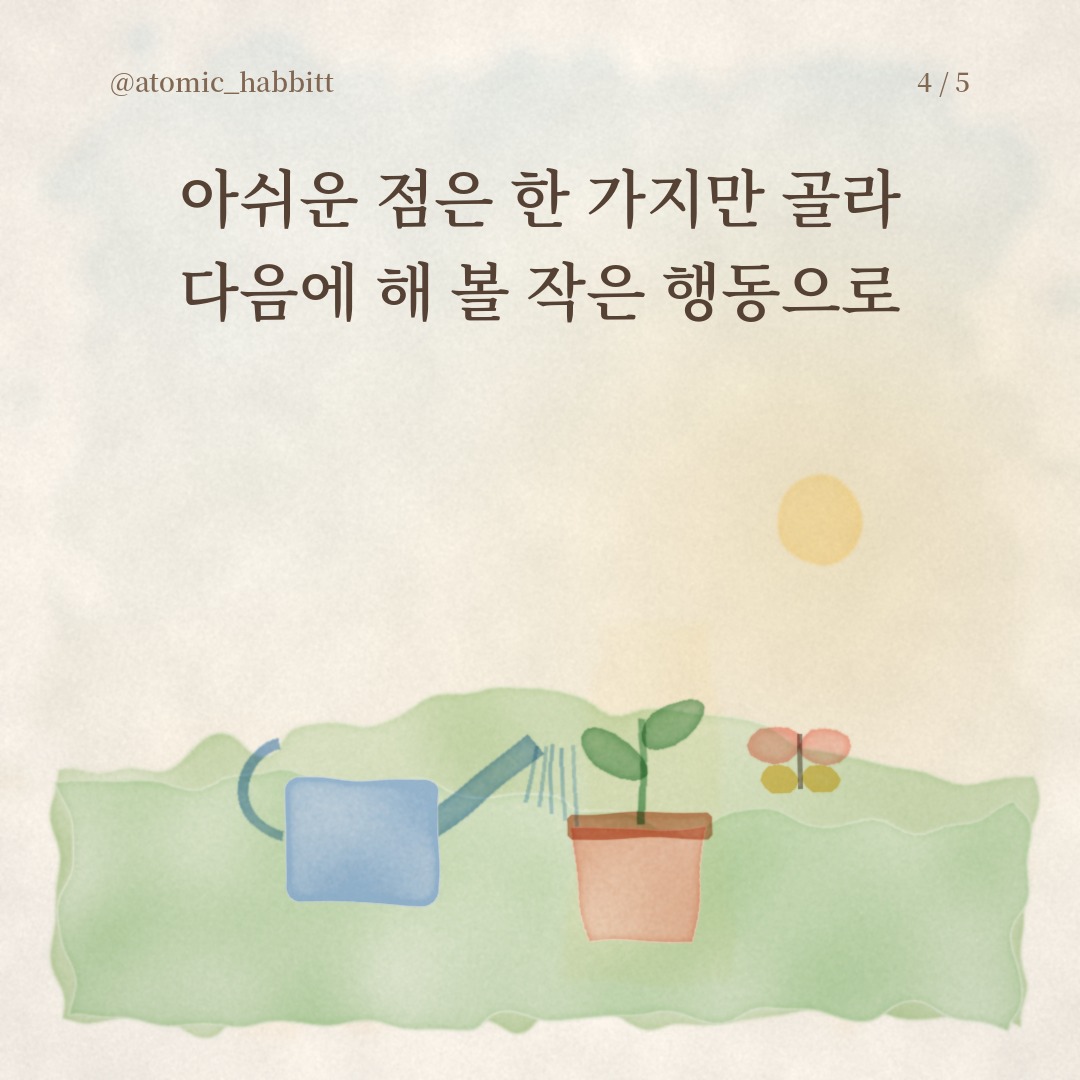 @atomic_habbitt
4 / 5
아쉬운 점은 한 가지만 골라
다음에 해 볼 작은 행동으로